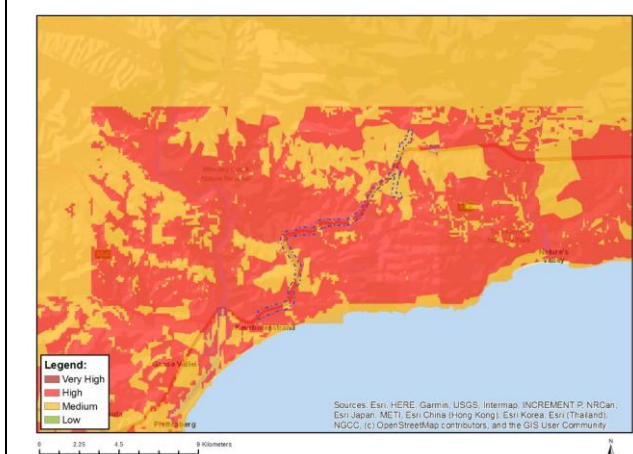 Nature's
Valley
Keurboomstrand
Legend:
Very High
High
Medium
Low
Sources: Esri, HERE, Garmin, USGS, Intermap, INCREMENT P, NRCan,
Esri Japan, METI, Esri China (Hong Kong), Esri Korea, Esri (Thailand),
NGCC, (c) OpenStreetMap contributors, and the GIS User Community
0 2.25 4.5 9 Kilometers
N